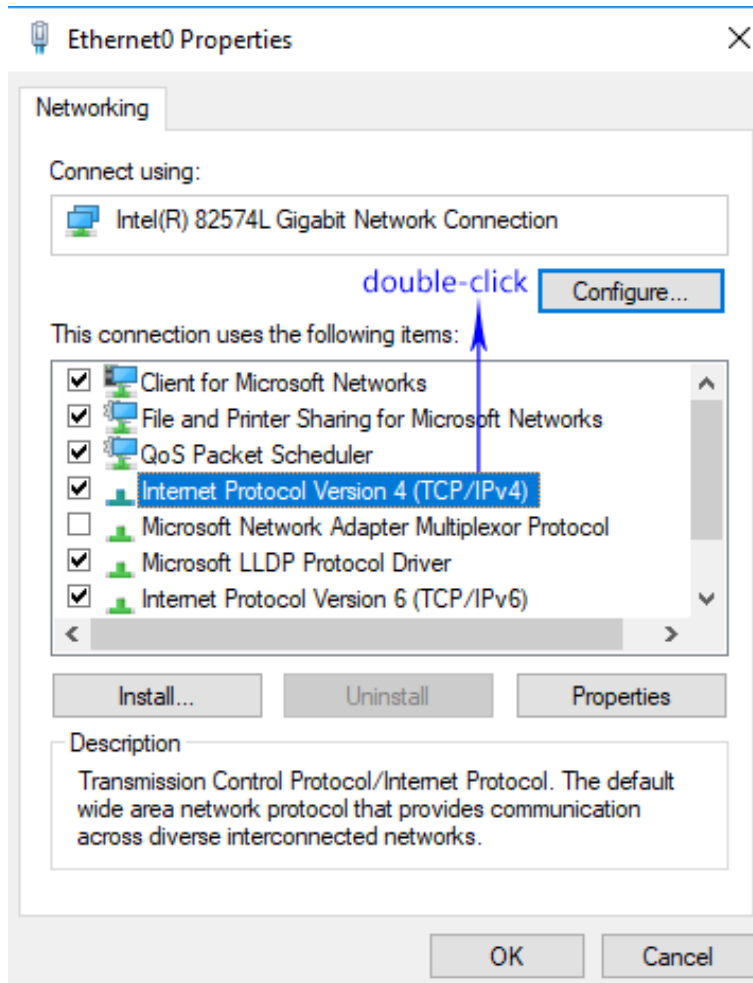 Ethernet0 Properties
Networking
Connect using:
Intel(R) 82574L Gigabit Network Connection
double-click
Configure...
This connection uses the following items:
Client for Microsoft Networks
File and Printer Sharing for Microsoft Networks
QoS Packet Scheduler
Internet Protocol Version 4 (TCP/IPv4)
Microsoft Network Adapter Multiplexor Protocol
Microsoft LLDP Protocol Driver
Internet Protocol Version 6 (TCP/IPv6)
Install...
Uninstall
Properties
Description
Transmission Control Protocol/Internet Protocol. The default
wide area network protocol that provides communication
across diverse interconnected networks.
OK
Cancel